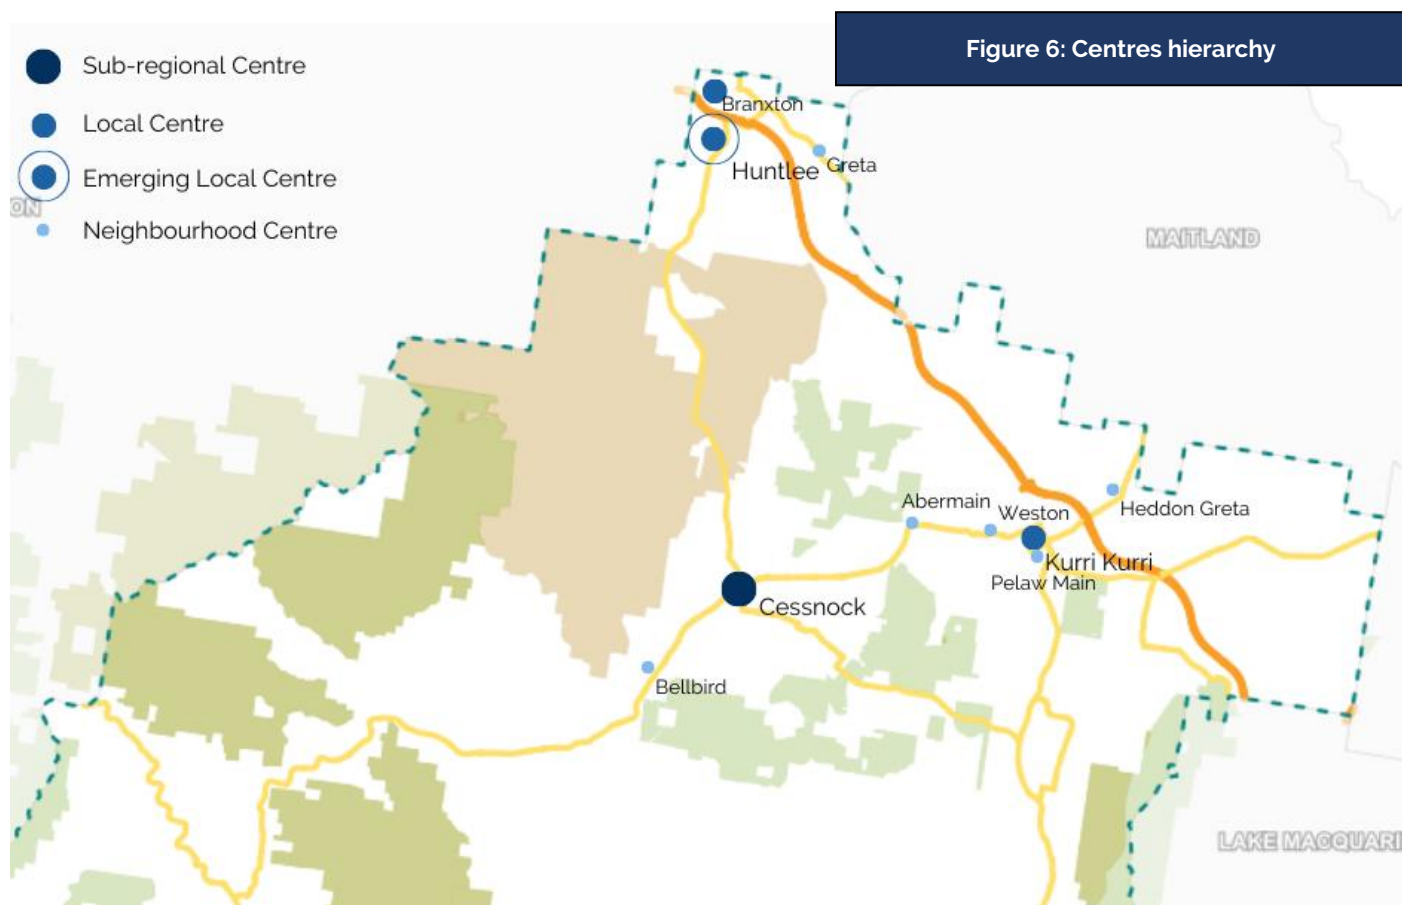 Figure 6: Centres hierarchy
Sub-regional Centre
Local Centre
Emerging Local Centre
Neighbourhood Centre
ON
Branxton
Huntlee
Greta
MAITLAND
Abermain
Weston
Heddon Greta
Kurri Kurri
Pelaw Main
Cessnock
Bellbird
LAKE MACQUARI